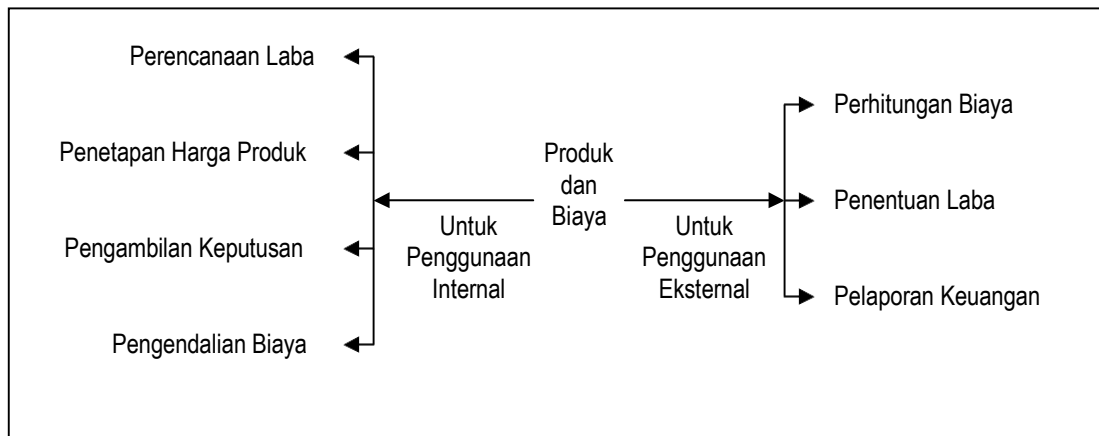 Perencanaan Laba
Penetapan Harga Produk
Pengambilan Keputusan
Pengendalian Biaya
Untuk
Penggunaan
Internal
Produk
dan
Biaya
Untuk
Penggunaan
Eksternal
Perhitungan Biaya
Penentuan Laba
Pelaporan Keuangan